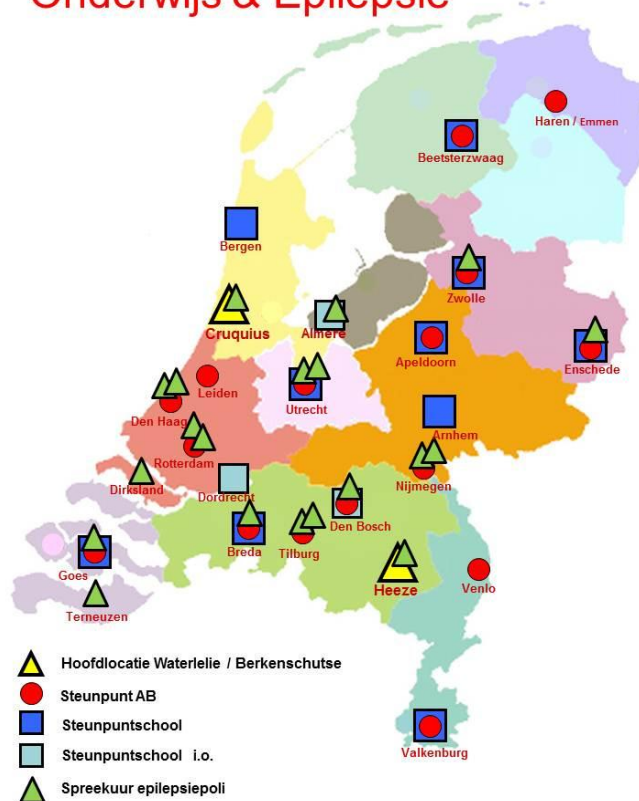 Onderwijs & Epilepsie
Haren / Emmen
Beetsterzwaag
Bergen
Zwolle
Cruquius
Almere
Apeldoorn
Enschede
Leiden
Utrecht
Den Haag
Arnhem
Rotterdam
Nijmegen
Dirksland
Dordrecht
Den Bosch
Breda
Tilburg
Goes
Heeze
Venlo
Terneuzen
Hoofdlocatie Waterlelie / Berkenschutse
Steunpunt AB
Steunpuntschool
Steunpuntschool i.o.
Valkenburg
Spreekuur epilepsiepoli